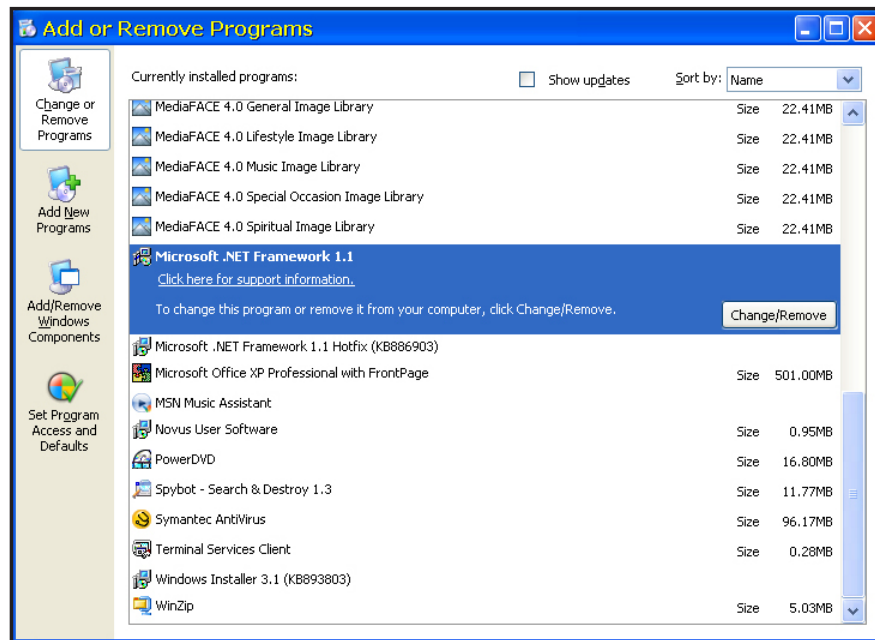 Add or Remove Programs
Change or
Remove
Programs
Add New
Programs
Add/Remove
Windows
Components
Set Program
Access and
Defaults
Currently installed programs:
Show updates
Sort by: Name
MediaFACE 4.0 General Image Library Size 22.41MB
MediaFACE 4.0 Lifestyle Image Library Size 22.41MB
MediaFACE 4.0 Music Image Library Size 22.41MB
MediaFACE 4.0 Special Occasion Image Library Size 22.41MB
MediaFACE 4.0 Spiritual Image Library Size 22.41MB
Microsoft .NET Framework 1.1
Click here for support information.
To change this program or remove it from your computer, click Change/Remove.
Change/Remove
Microsoft .NET Framework 1.1 Hotfix (KB886903)
Microsoft Office XP Professional with FrontPage Size 501.00MB
MSN Music Assistant
Novus User Software Size 0.95MB
PowerDVD Size 16.80MB
Spybot - Search & Destroy 1.3 Size 11.77MB
Symantec AntiVirus Size 96.17MB
Terminal Services Client Size 0.28MB
Windows Installer 3.1 (KB893803)
WinZip Size 5.03MB